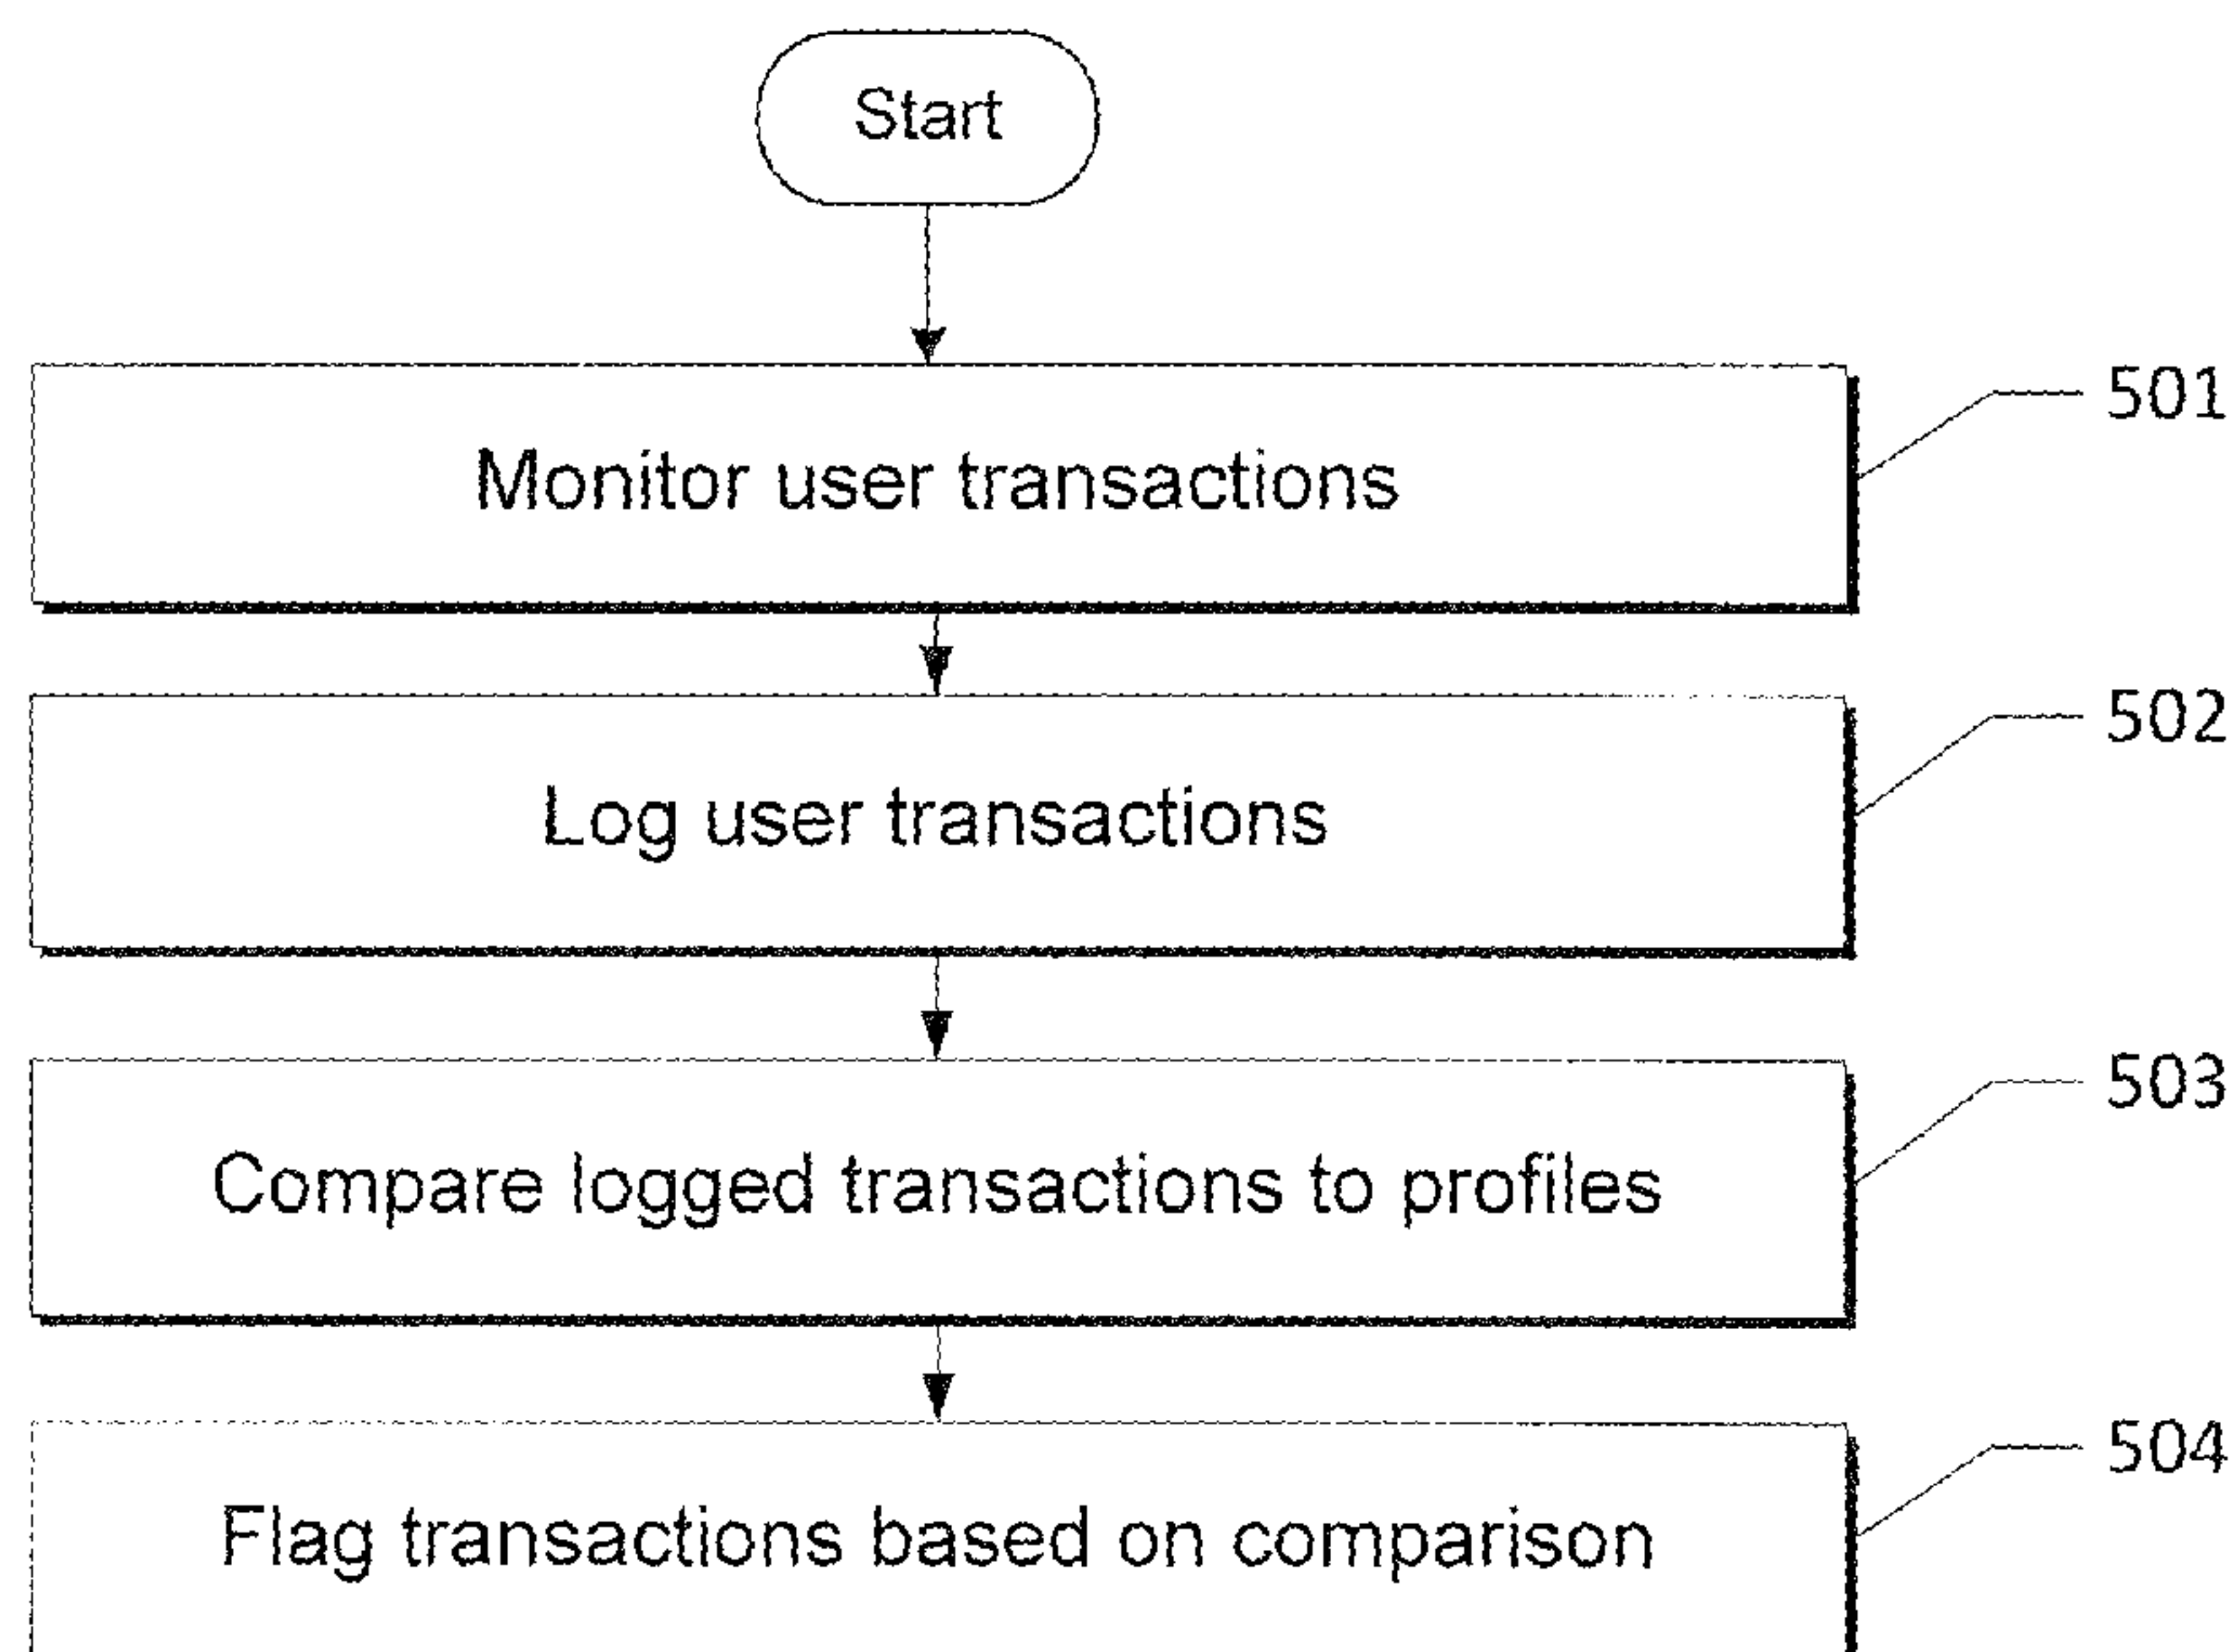 Start
Monitor user transactions
501
Log user transactions
502
Compare logged transactions to profiles
503
Flag transactions based on comparison
504